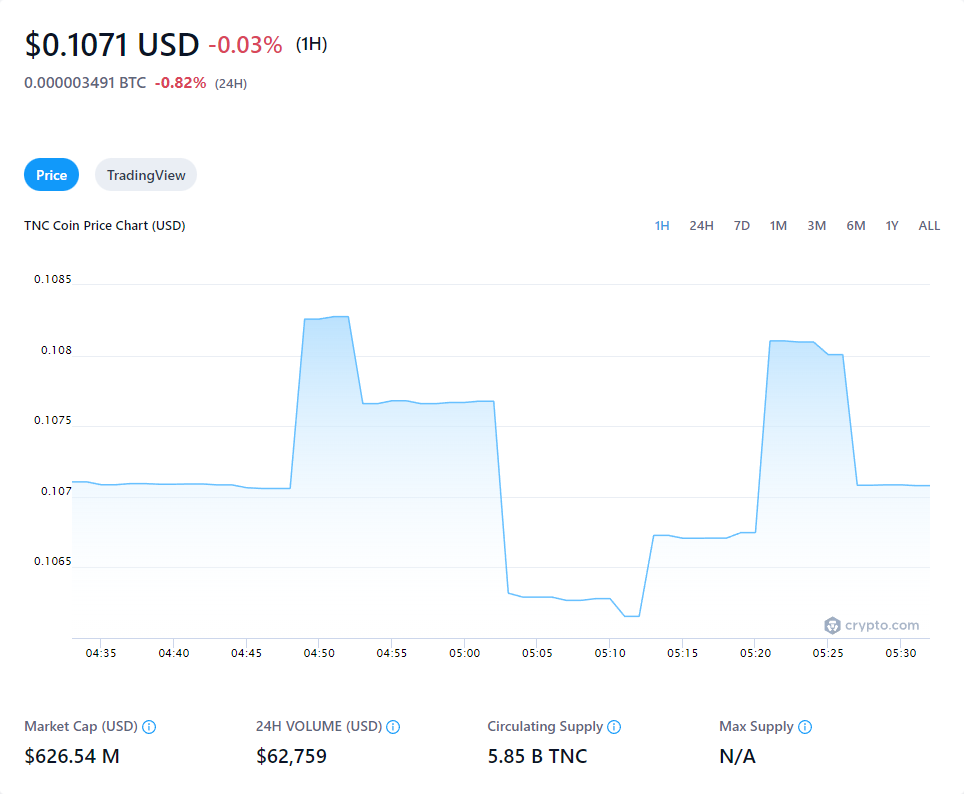 $0.1071 USD -0.03% (1H)
0.000003491 BTC -0.82% (24H)
Price TradingView
TNC Coin Price Chart (USD) 1H 24H 7D 1M 3M 6M 1Y ALL
0.1085
0.108
0.1075
0.107
0.1065
crypto.com
04:35 04:40 04:45 04:50 04:55 05:00 05:05 05:10 05:15 05:20 05:25 05:30
Market Cap (USD) 24H VOLUME (USD) Circulating Supply Max Supply
$626.54 M $62,759 5.85 B TNC N/A